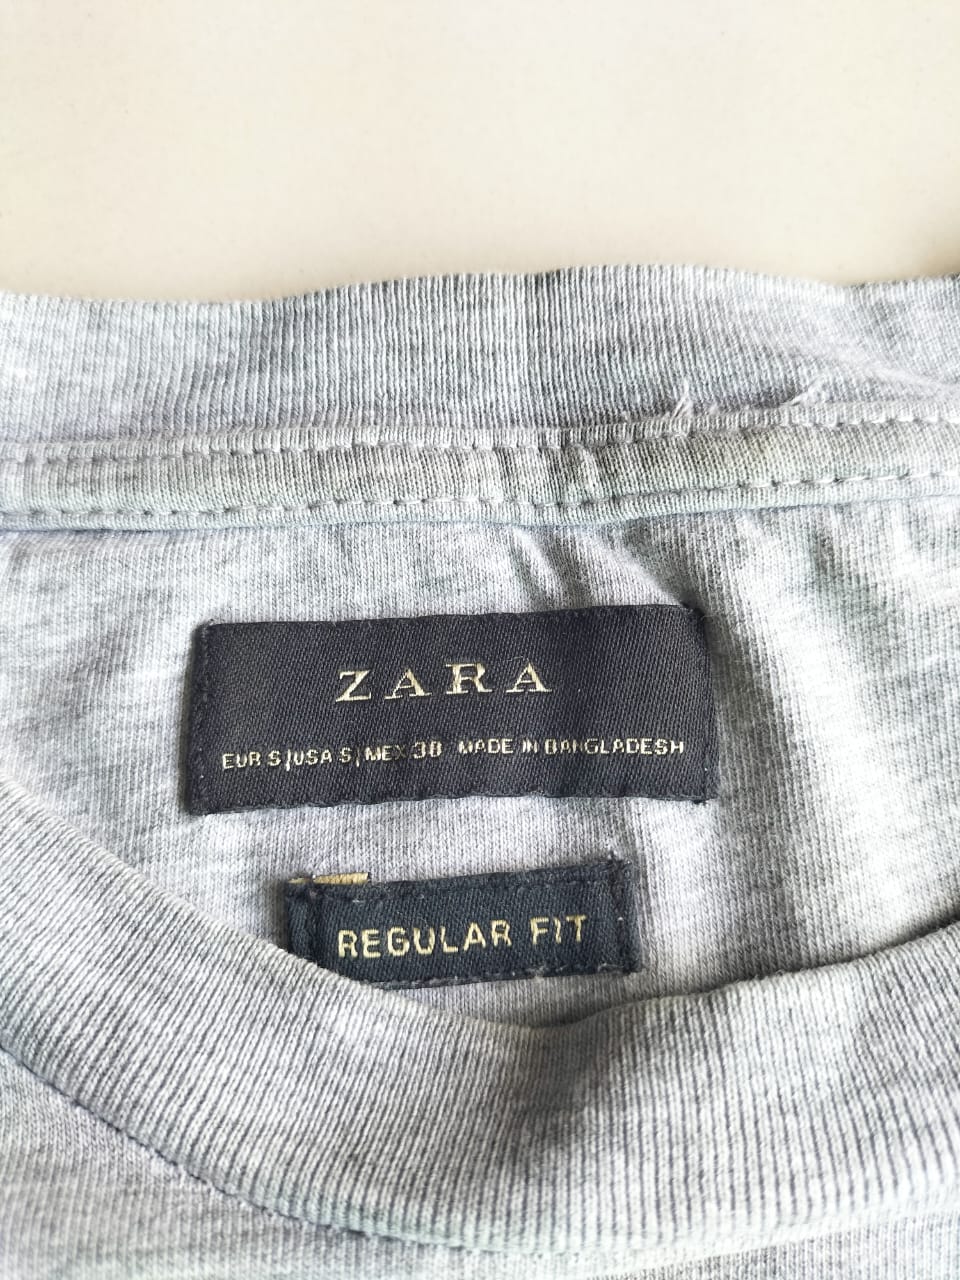 ZARA
EUR S|USA S|MEX 38 MADE IN BANGLADESH
REGULAR FIT